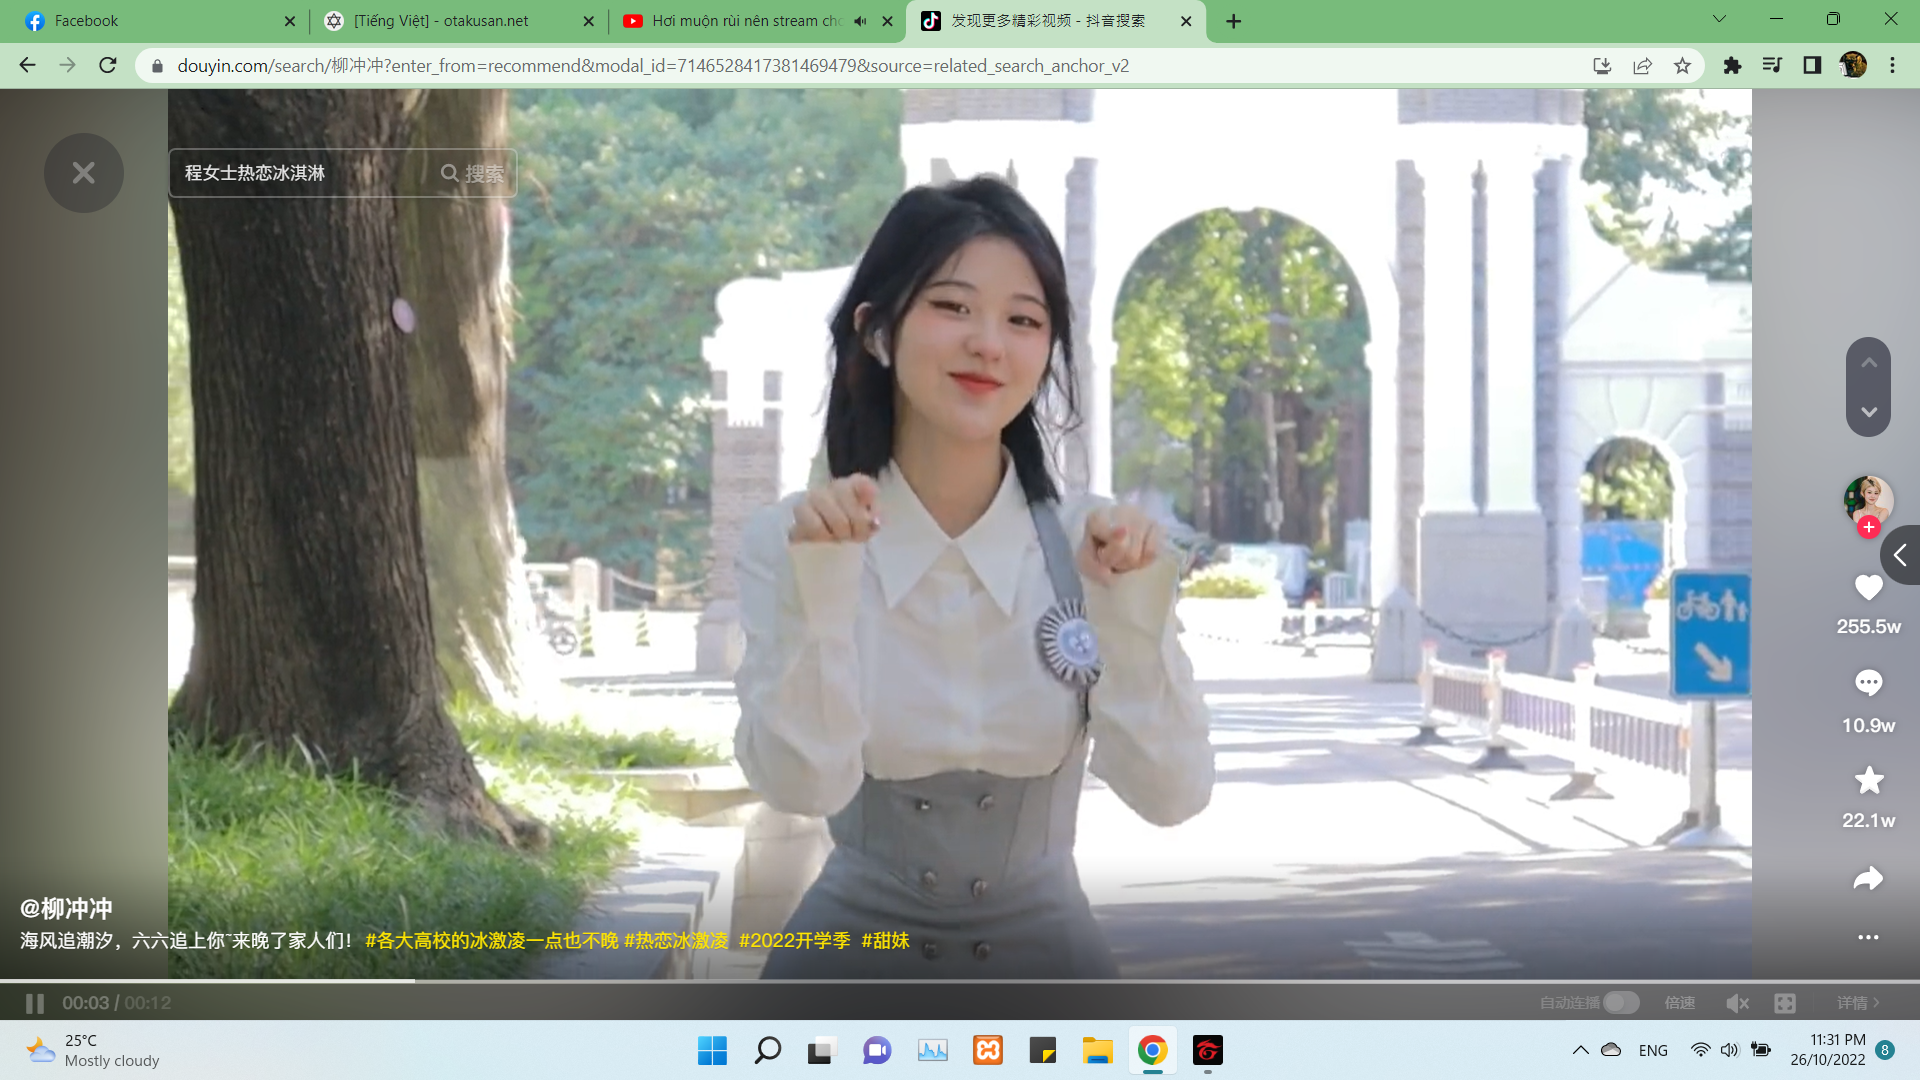 Facebook
[Tiếng Việt] - otakusan.net
Hơi muộn rùi nên stream cho
发现更多精彩视频 - 抖音搜索
douyin.com/search/柳冲冲?enter_from=recommend&modal_id=7146528417381469479&source=related_search_anchor_v2
程女士热恋冰淇淋
搜索
255.5w
10.9w
22.1w
@柳冲冲
海风追潮汐，六六追上你~来晚了家人们！ #各大高校的冰激凌一点也不晚 #热恋冰激凌 #2022开学季 #甜妹
00:03 / 00:12
自动连播
倍速
详情
25°C
Mostly cloudy
ENG
11:31 PM
26/10/2022
8